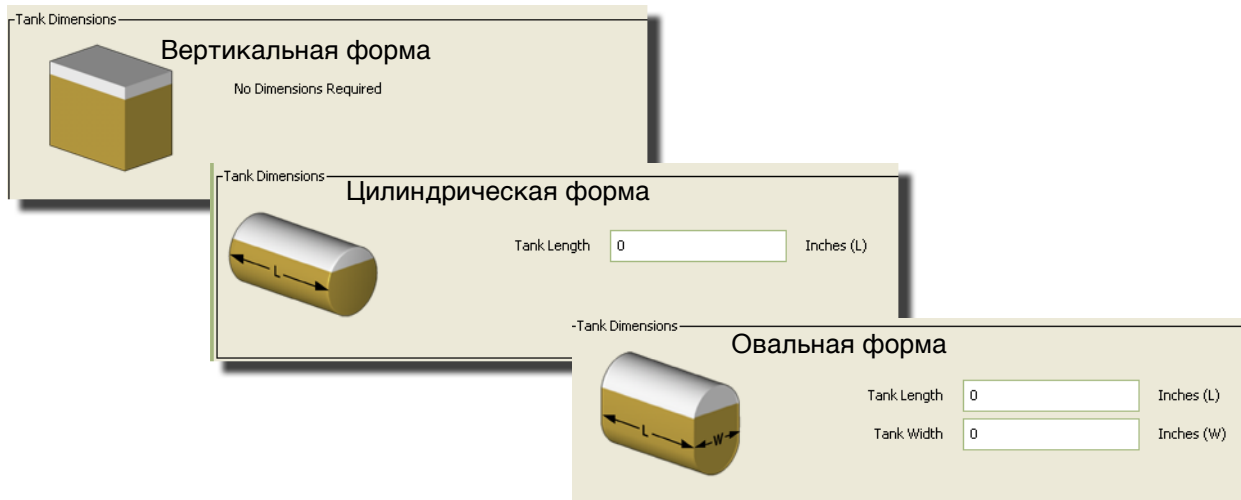 Tank Dimensions
Вертикальная форма
No Dimensions Required
Tank Dimensions
Цилиндрическая форма
Tank Length 0 Inches (L)
L
Tank Dimensions
Овальная форма
Tank Length 0 Inches (L)
Tank Width 0 Inches (W)
L W